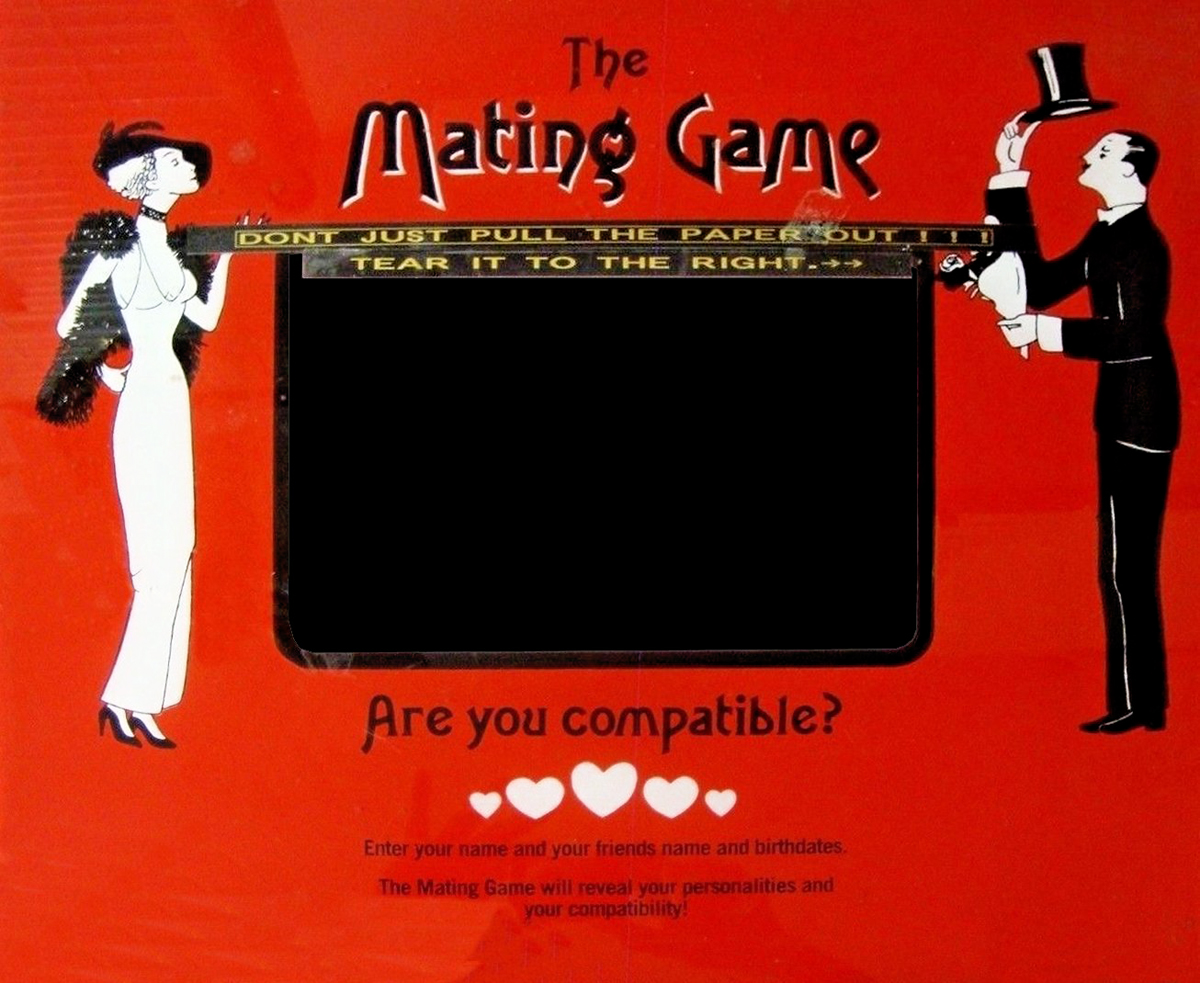 The
Mating Game
DONT JUST PULL THE PAPER OUT ! ! !
TEAR IT TO THE RIGHT.→→
Are you compatible?
Enter your name and your friends name and birthdates.
The Mating Game will reveal your personalities and
your compatibility!